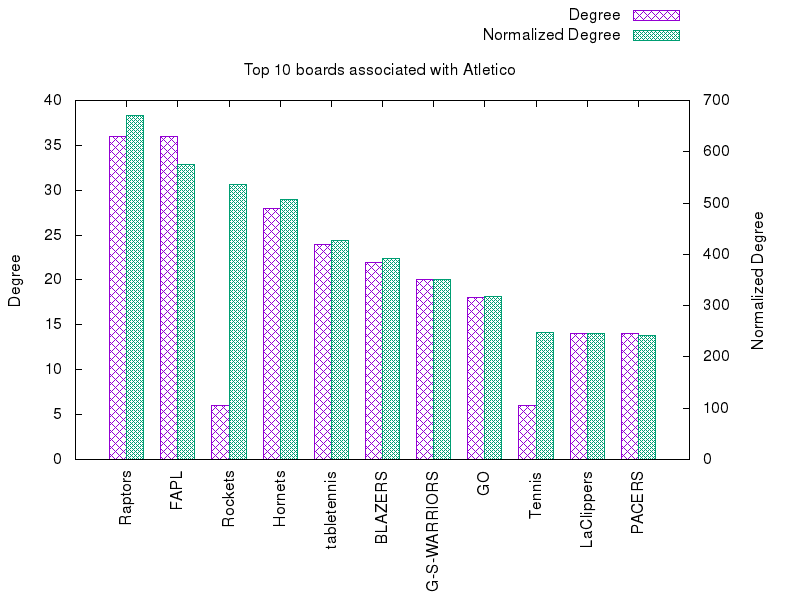 Degree
Normalized Degree
Top 10 boards associated with Atletico
40
35
30
25
20
15
10
5
0
700
600
500
400
300
200
100
0
Degree
Normalized Degree
Raptors
FAPL
Rockets
Hornets
tabletennis
BLAZERS
G-S-WARRIORS
GO
Tennis
LaClippers
PACERS